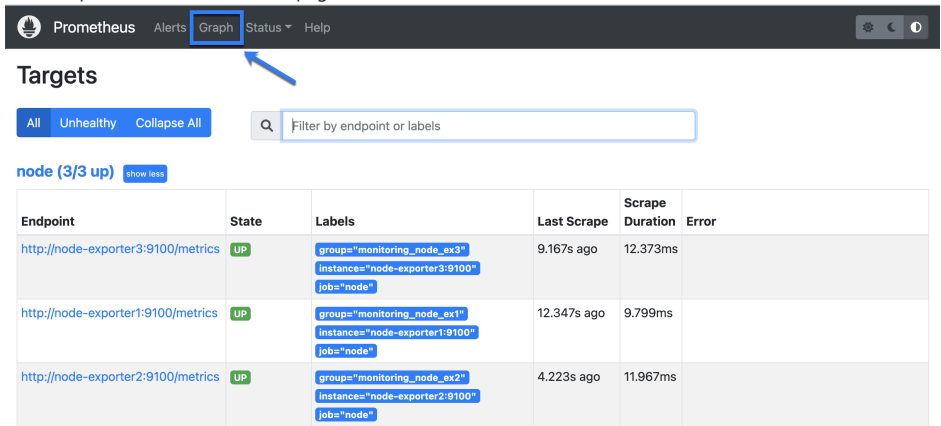 Prometheus Alerts Graph Status Help
Targets
All Unhealthy Collapse All
Filter by endpoint or labels
node (3/3 up) show less
Endpoint State Labels Last Scrape Scrape Duration Error
http://node-exporter3:9100/metrics UP group="monitoring_node_ex3" 9.167s ago 12.373ms
instance="node-exporter3:9100"
job="node"
http://node-exporter1:9100/metrics UP group="monitoring_node_ex1" 12.347s ago 9.799ms
instance="node-exporter1:9100"
job="node"
http://node-exporter2:9100/metrics UP group="monitoring_node_ex2" 4.223s ago 11.967ms
instance="node-exporter2:9100"
job="node"